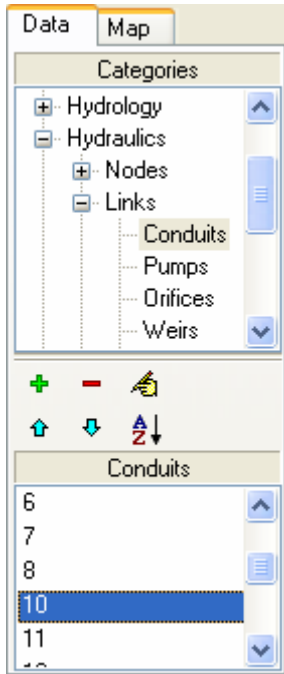 Data Map
Categories
Hydrology
Hydraulics
Nodes
Links
Conduits
Pumps
Orifices
Weirs
A
Z
Conduits
6
7
8
10
11